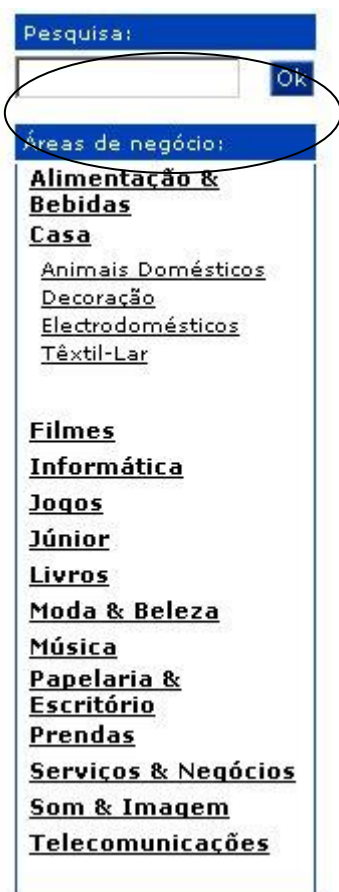 Pesquisa:
Ok
Áreas de negócio:
Alimentação &
Bebidas
Casa
Animais Domésticos
Decoração
Electrodomésticos
Têxtil-Lar
Filmes
Informática
Jogos
Júnior
Livros
Moda & Beleza
Música
Papelaria &
Escritório
Prendas
Serviços & Negócios
Som & Imagem
Telecomunicações